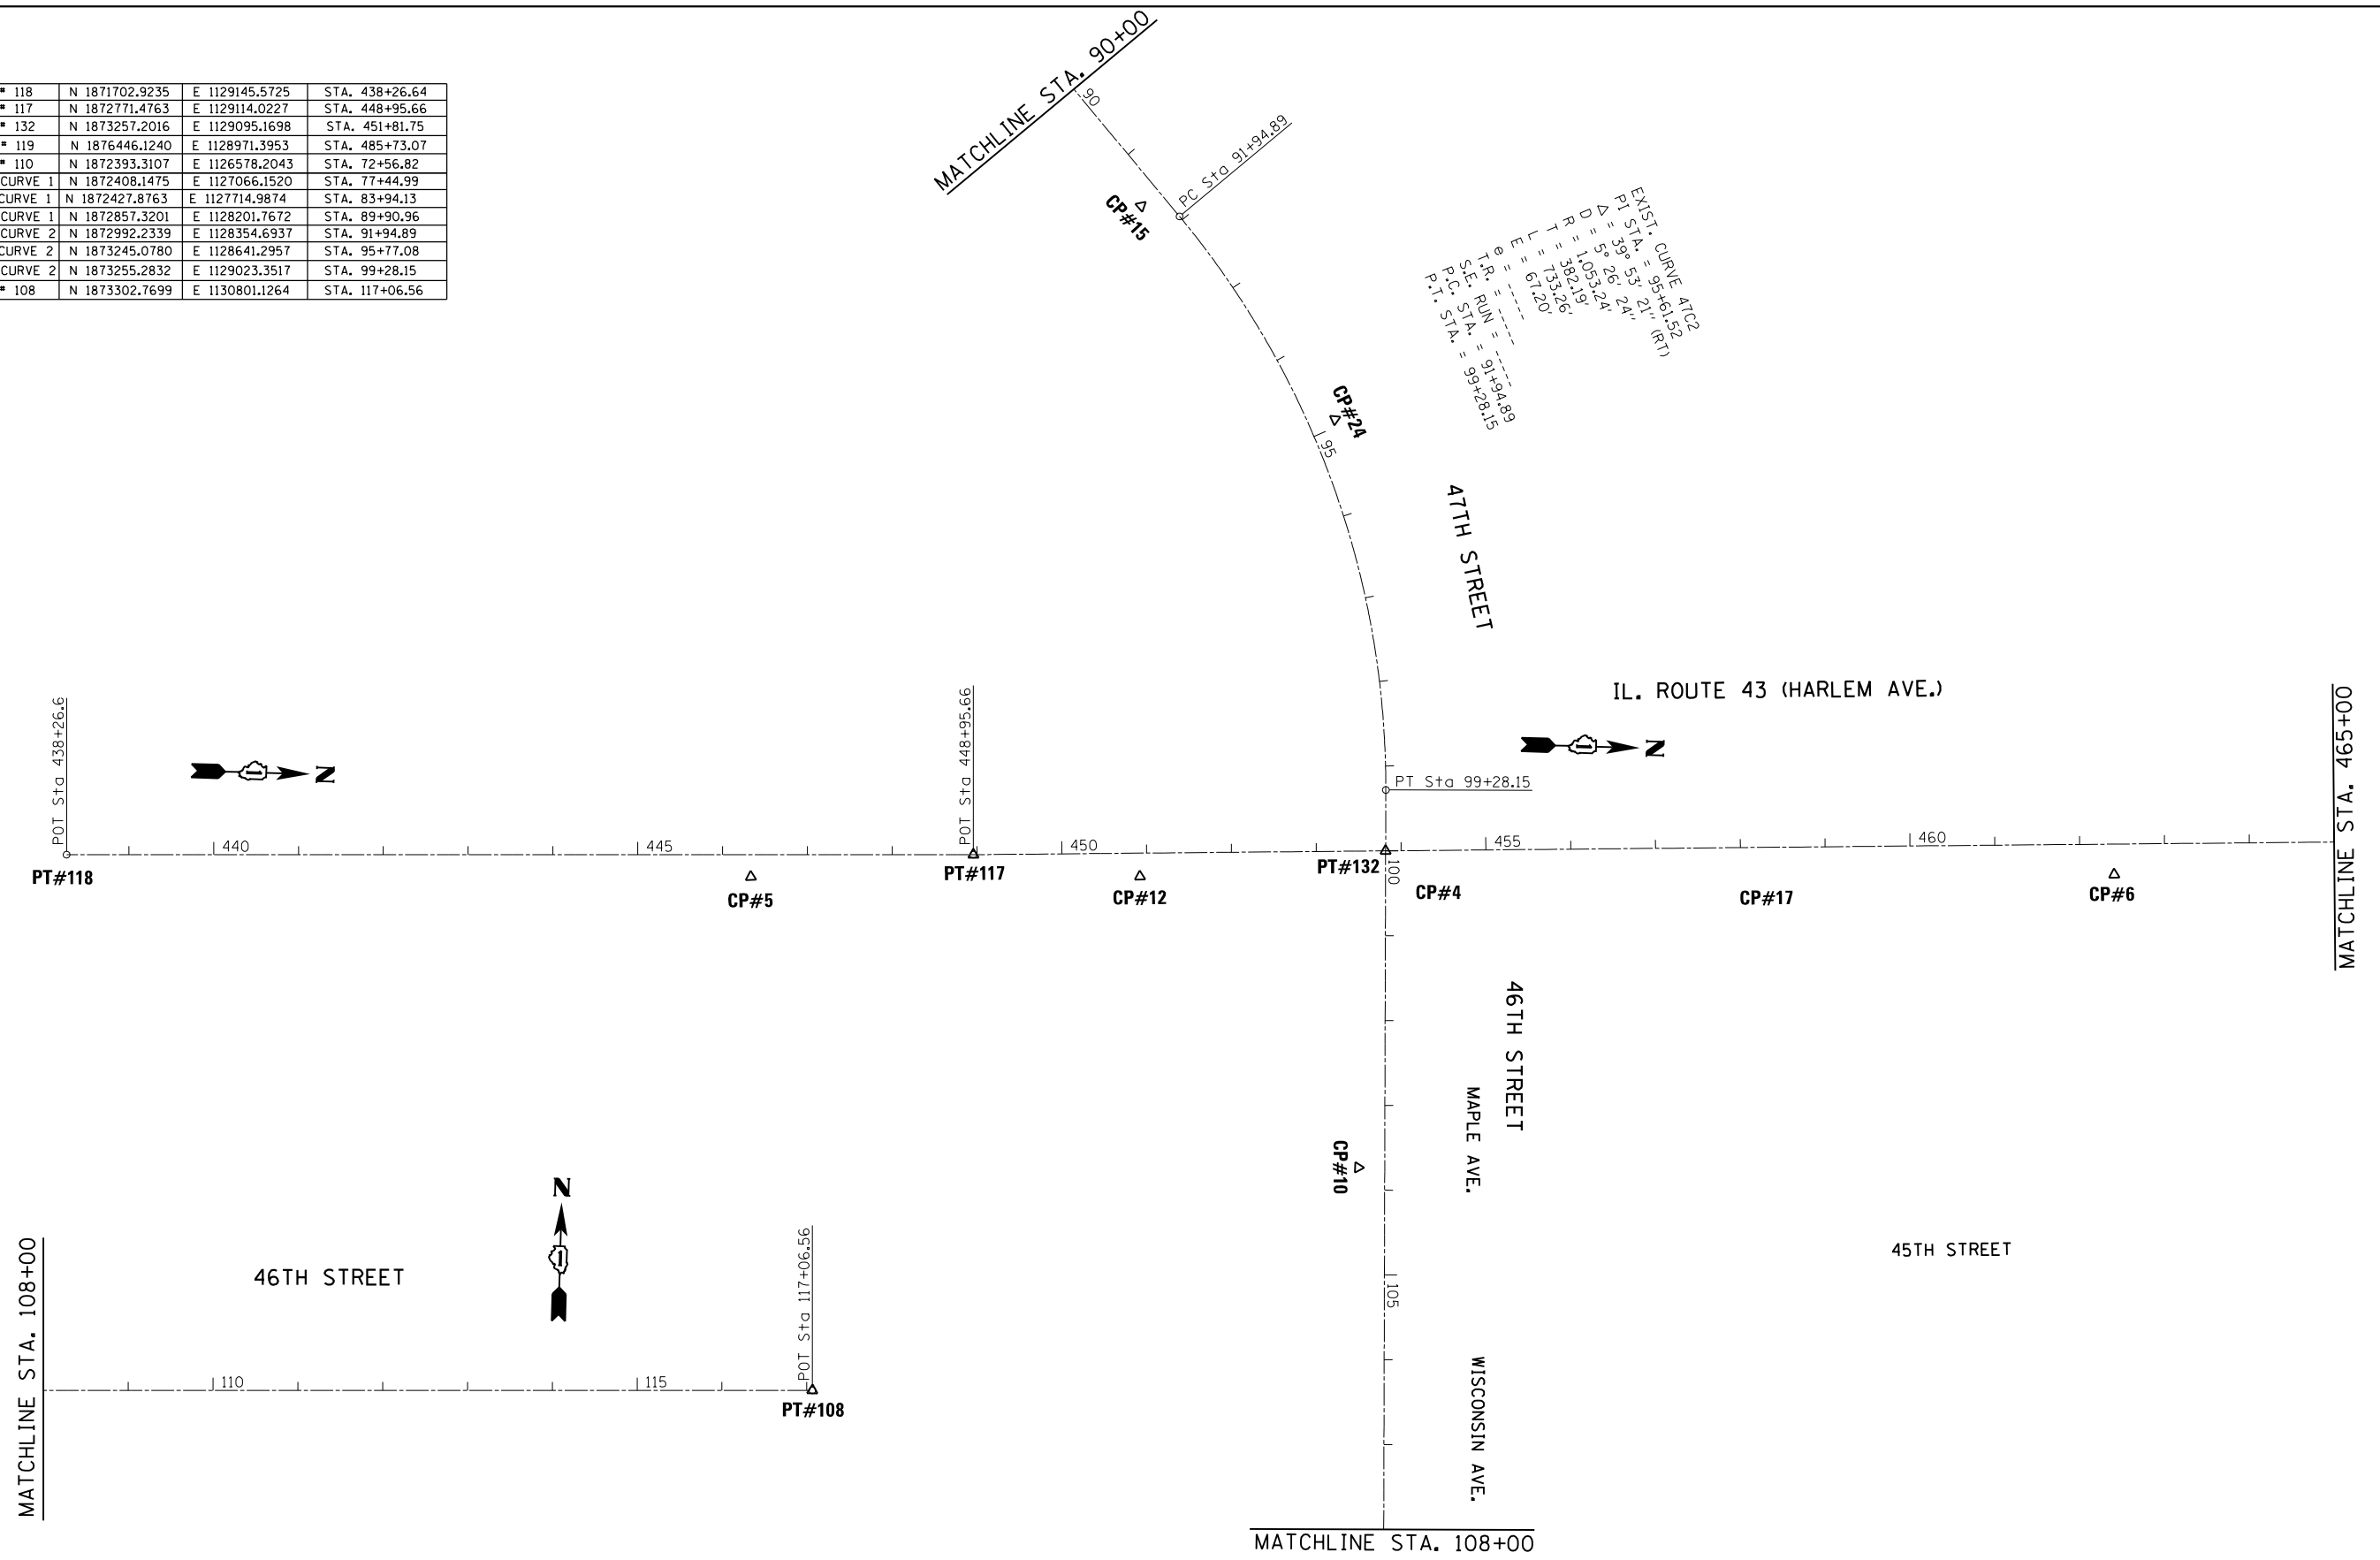 # 118 N 1871702.9235 E 1129145.5725 STA. 438+26.64
# 117 N 1872771.4763 E 1129114.0227 STA. 448+95.66
# 132 N 1873257.2016 E 1129095.1698 STA. 451+81.75
# 119 N 1876446.1240 E 1128971.3953 STA. 485+73.07
# 110 N 1872393.3107 E 1126578.2043 STA. 72+56.82
CURVE 1 N 1872408.1475 E 1127066.1520 STA. 77+44.99
CURVE 1 N 1872427.8763 E 1127714.9874 STA. 83+94.13
CURVE 1 N 1872857.3201 E 1128201.7672 STA. 89+90.96
CURVE 2 N 1872992.2339 E 1128354.6937 STA. 91+94.89
CURVE 2 N 1873245.0780 E 1128641.2957 STA. 95+77.08
CURVE 2 N 1873255.2832 E 1129023.3517 STA. 99+28.15
# 108 N 1873302.7699 E 1130801.1264 STA. 117+06.56
MATCHLINE STA. 90+00
90
PC Sta 91+94.89
CP#15
EXIST. CURVE 47C2
PI STA. = 95+61.52
Δ = 39° 53' 21" (RT)
D = 5° 26' 24"
R = 1,053.24'
T = 382.19'
L = 733.26'
E = 67.20'
e = -----
T.R. = -----
S.E. RUN = -----
P.C. STA. = 91+94.89
P.T. STA. = 99+28.15
CP#24
95
47TH STREET
IL. ROUTE 43 (HARLEM AVE.)
POT Sta 438+26.6
N
POT Sta 448+95.66
N
PT Sta 99+28.15
MATCHLINE STA. 465+00
440
445
450
455
460
PT#118
CP#5
PT#117
CP#12
PT#132
100
CP#4
CP#17
CP#6
46TH STREET
MAPLE AVE.
CP#10
45TH STREET
105
WISCONSIN AVE.
MATCHLINE STA. 108+00
MATCHLINE STA. 108+00
46TH STREET
N
POT Sta 117+06.56
110
115
PT#108